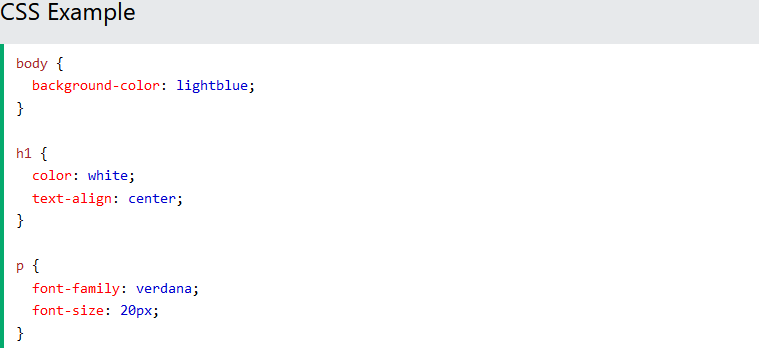 CSS Example
body {
  background-color: lightblue;
}
h1 {
  color: white;
  text-align: center;
}
p {
  font-family: verdana;
  font-size: 20px;
}